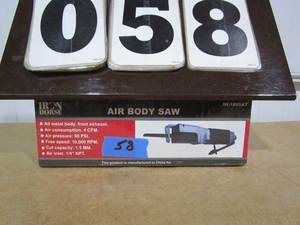 058
IRON
HORSE
AIR BODY SAW
All metal body, front exhaust.
Air consumption: 4 CFM.
Air pressure: 90 PSI.
Free speed: 10,000 RPM.
Cut capacity: 1.5 MM.
Air inlet: 1/4" NPT.
58
This product is manufactured in China for